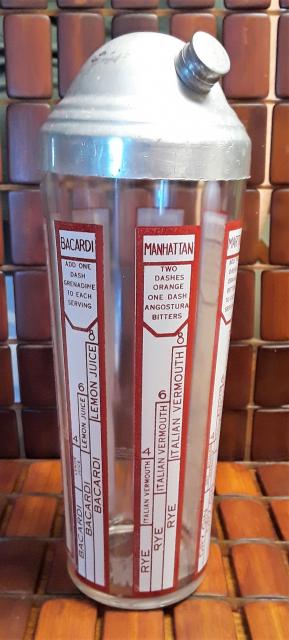 BACARDI
ADD ONE
DASH
GRENADINE
TO EACH
SERVING
4
6
LEMON JUICE
8
LEMON JUICE
BACARDI
BACARDI
BACARDI
MANHATTAN
TWO
DASHES
ORANGE
ONE DASH
ANGOSTURA
BITTERS
4
ITALIAN VERMOUTH
6
ITALIAN VERMOUTH
8
ITALIAN VERMOUTH
RYE
RYE
RYE